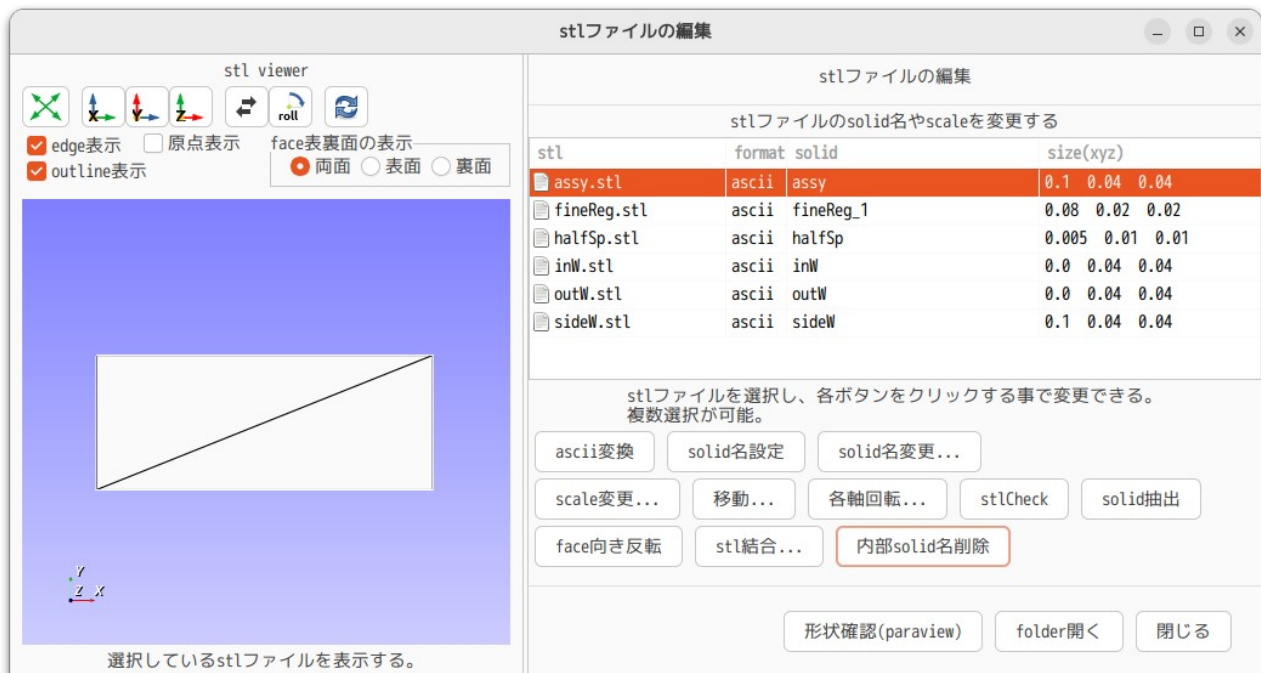 stlファイルの編集
stl viewer
X Y Z roll
edge表示 原点表示 face表裏面の表示
outline表示 両面 表面 裏面
Y
Z X
選択しているstlファイルを表示する。
stlファイルの編集
stlファイルのsolid名やscaleを変更する
stl format solid size(xyz)
assy.stl ascii assy 0.1 0.04 0.04
fineReg.stl ascii fineReg_1 0.08 0.02 0.02
halfSp.stl ascii halfSp 0.005 0.01 0.01
inW.stl ascii inW 0.0 0.04 0.04
outW.stl ascii outW 0.0 0.04 0.04
sideW.stl ascii sideW 0.1 0.04 0.04
stlファイルを選択し、各ボタンをクリックする事で変更できる。
複数選択が可能。
ascii変換 solid名設定 solid名変更...
scale変更... 移動... 各軸回転... stlCheck solid抽出
face向き反転 stl結合... 内部solid名削除
形状確認(paraview) folder開く 閉じる